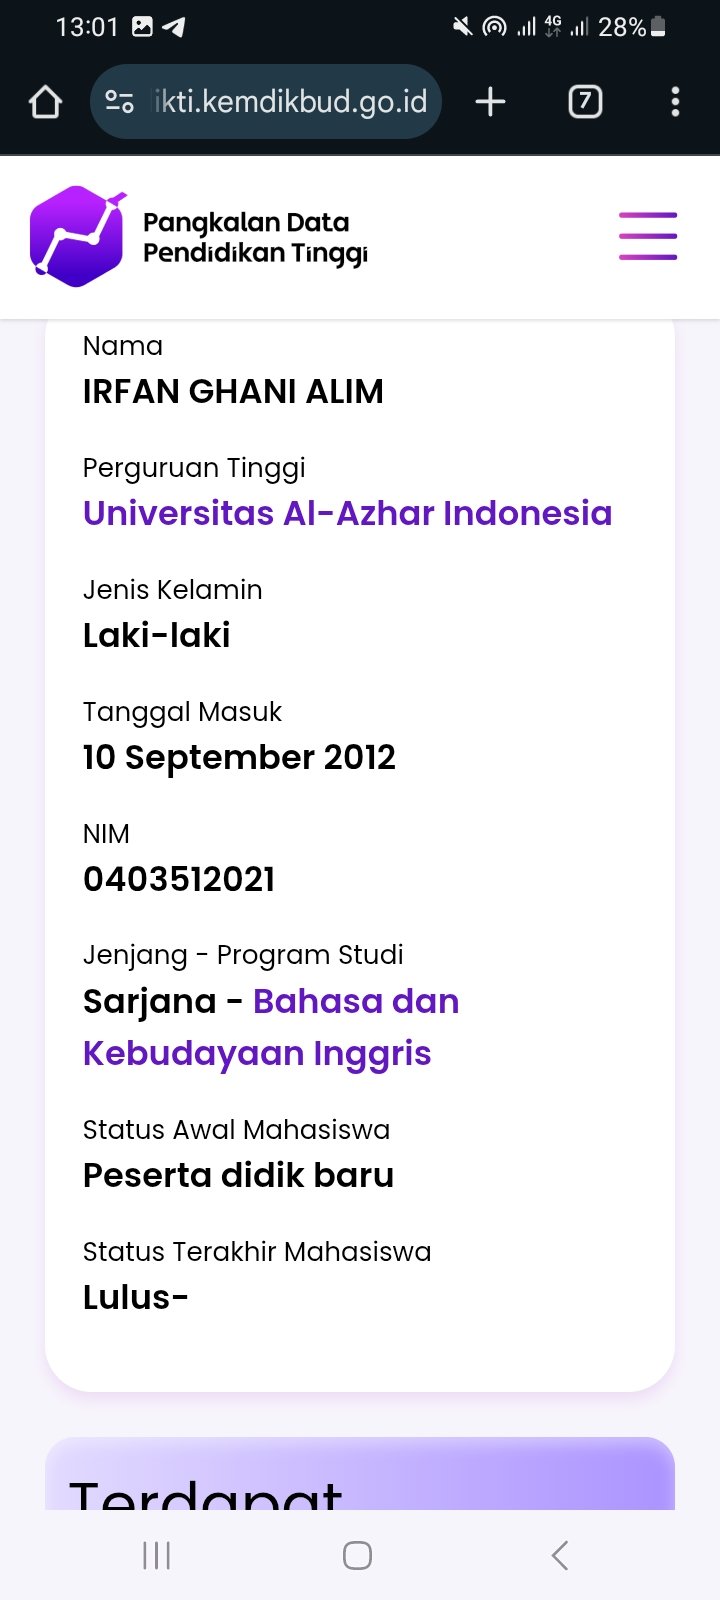 13:01
4G
28%
ikti.kemdikbud.go.id
7
Pangkalan Data
Pendidikan Tinggi
Nama
IRFAN GHANI ALIM
Perguruan Tinggi
Universitas Al-Azhar Indonesia
Jenis Kelamin
Laki-laki
Tanggal Masuk
10 September 2012
NIM
0403512021
Jenjang - Program Studi
Sarjana - Bahasa dan
Kebudayaan Inggris
Status Awal Mahasiswa
Peserta didik baru
Status Terakhir Mahasiswa
Lulus-
Terdapat